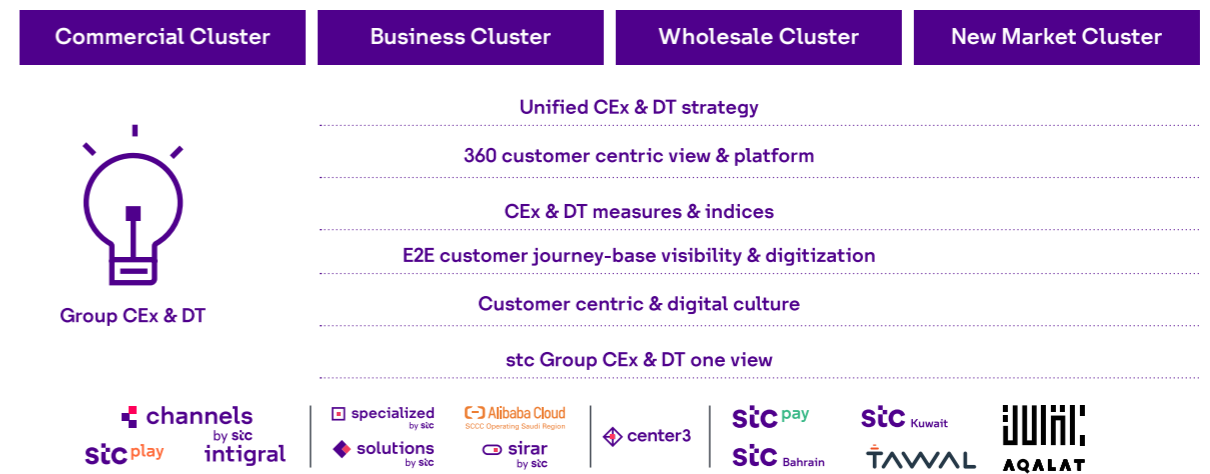 Commercial Cluster
Business Cluster
Wholesale Cluster
New Market Cluster
Unified CEx & DT strategy
360 customer centric view & platform
CEx & DT measures & indices
E2E customer journey-base visibility & digitization
Customer centric & digital culture
stc Group CEx & DT one view
Group CEx & DT
channels
by stc
stc play
intigral
specialized
by stc
Alibaba Cloud
SCCC Operating Saudi Region
solutions
by stc
sirar
by stc
center3
stc pay
stc Kuwait
stc Bahrain
TAWAL
AQALAT